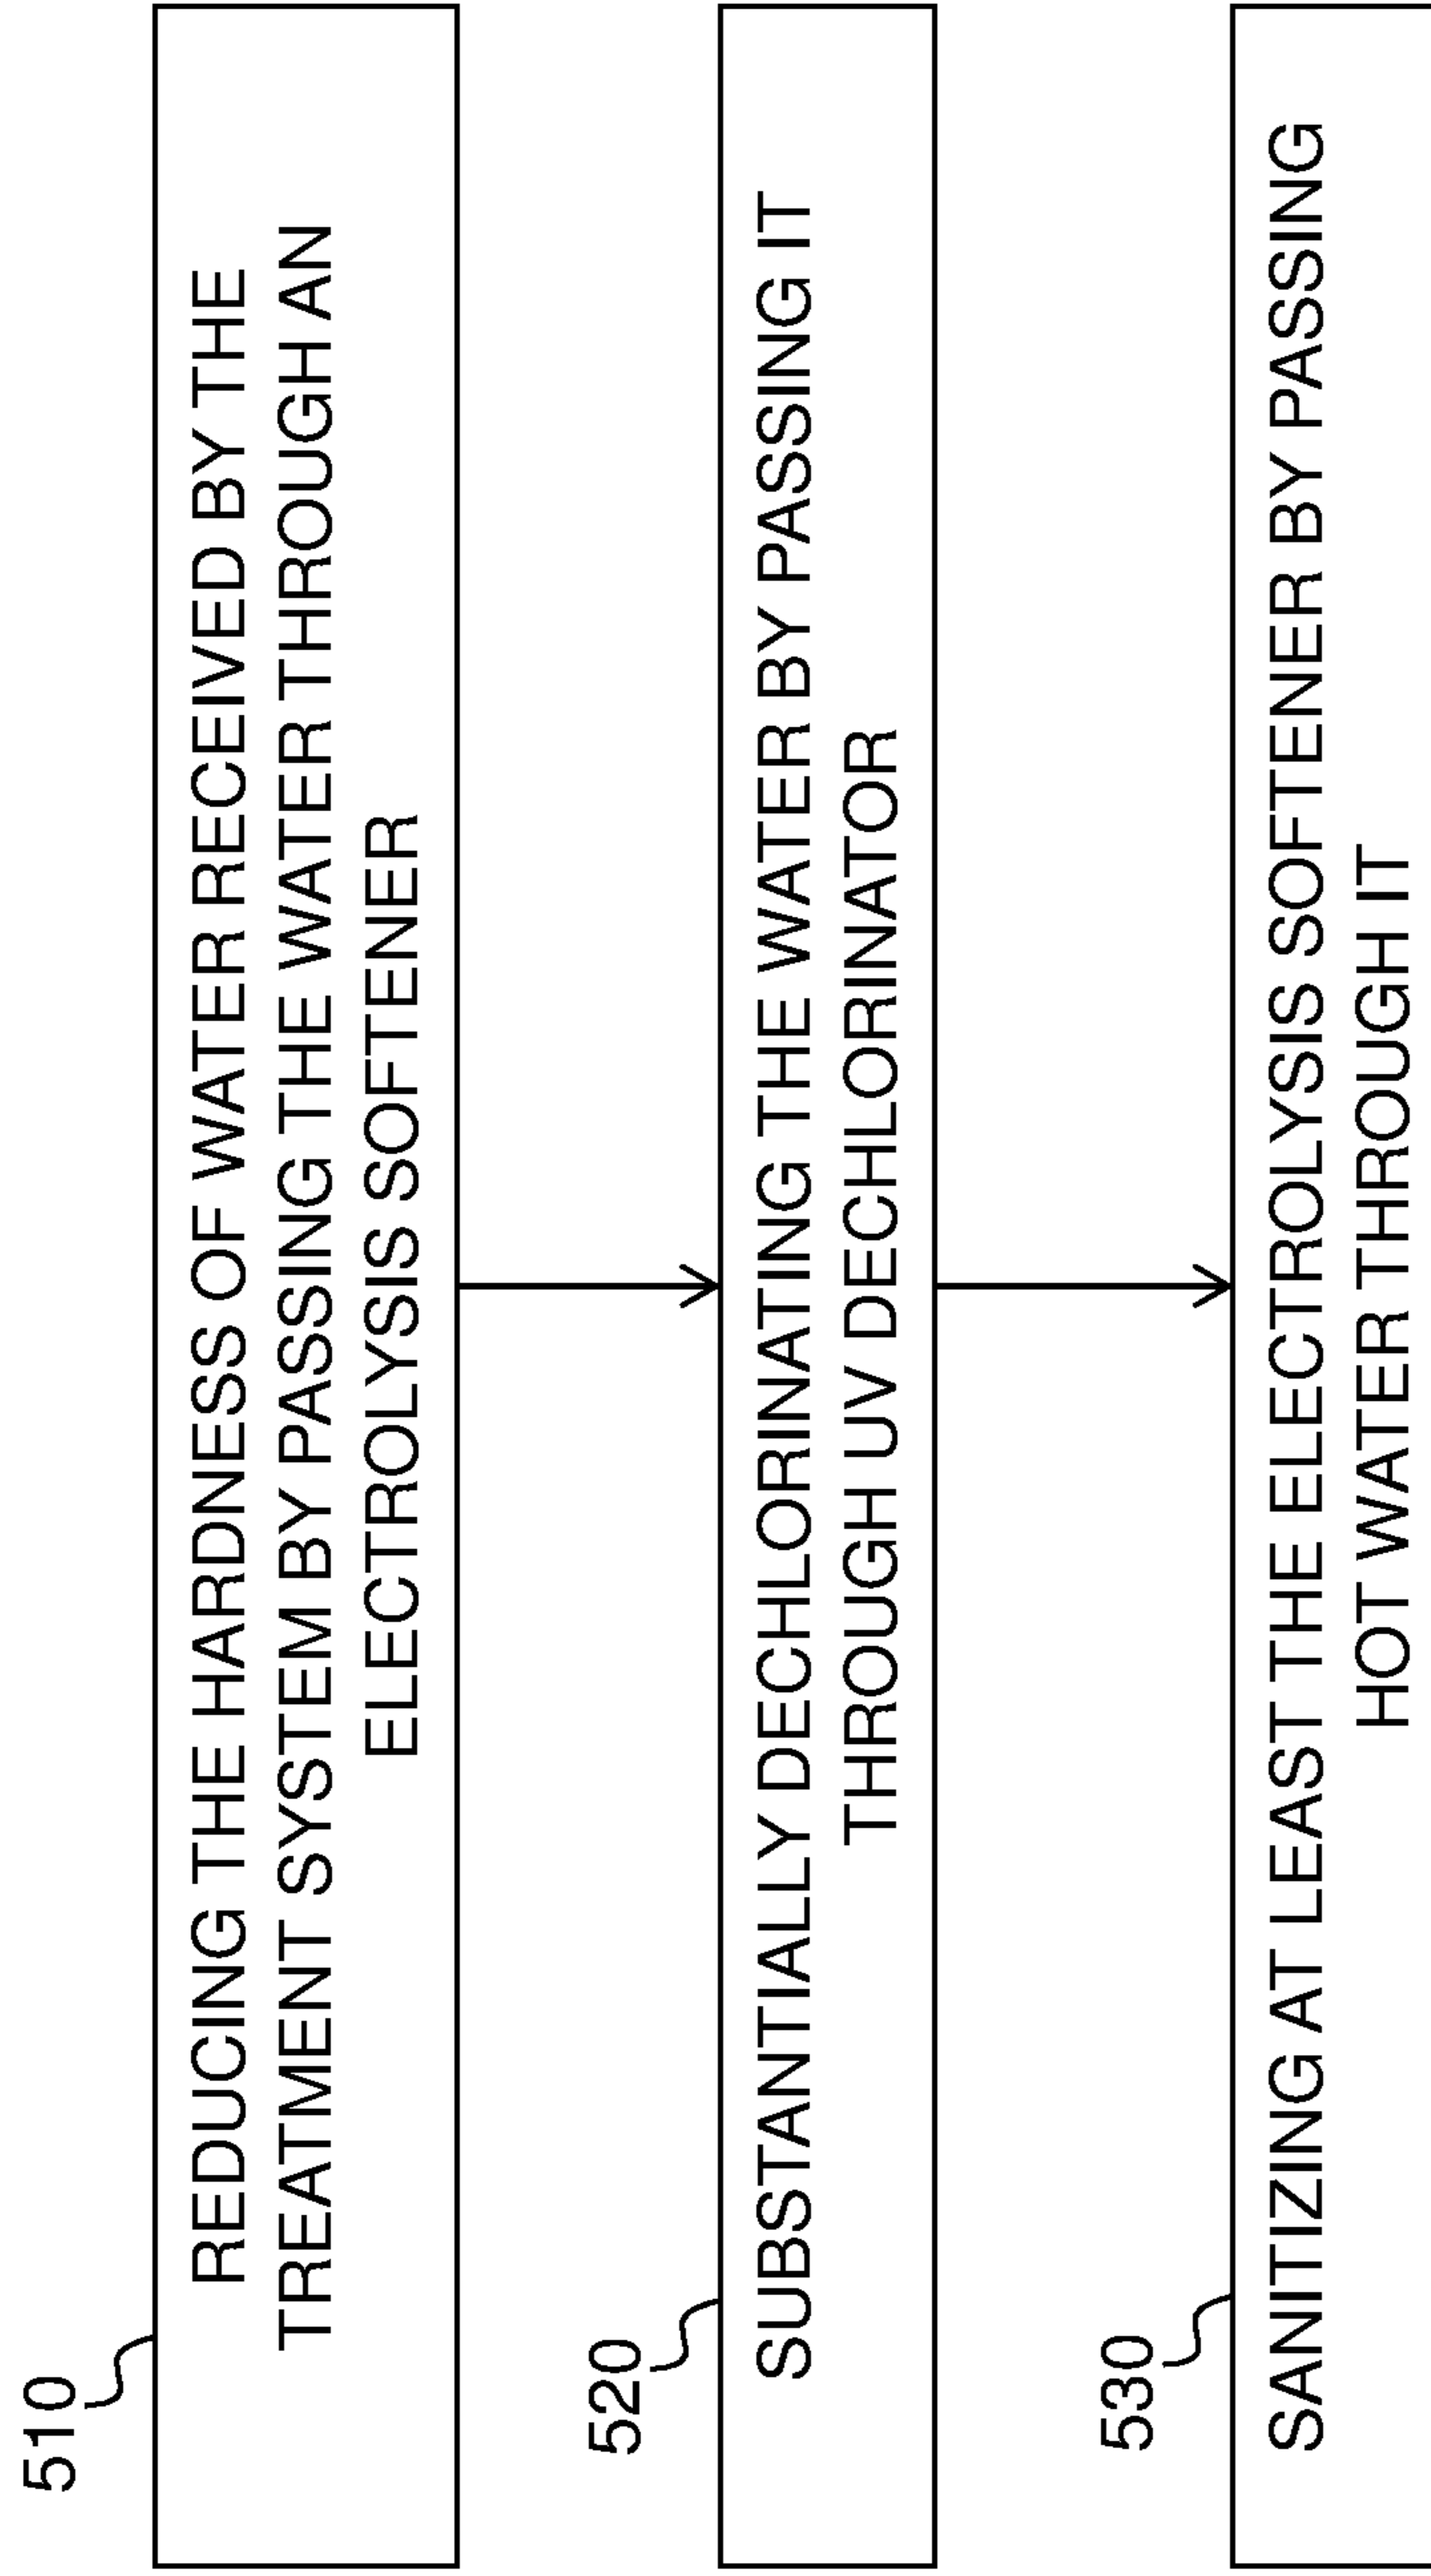 510
REDUCING THE HARDNESS OF WATER RECEIVED BY THE
TREATMENT SYSTEM BY PASSING THE WATER THROUGH AN
ELECTROLYSIS SOFTENER
520
SUBSTANTIALLY DECHLORINATING THE WATER BY PASSING IT
THROUGH UV DECHLORINATOR
530
SANITIZING AT LEAST THE ELECTROLYSIS SOFTENER BY PASSING
HOT WATER THROUGH IT